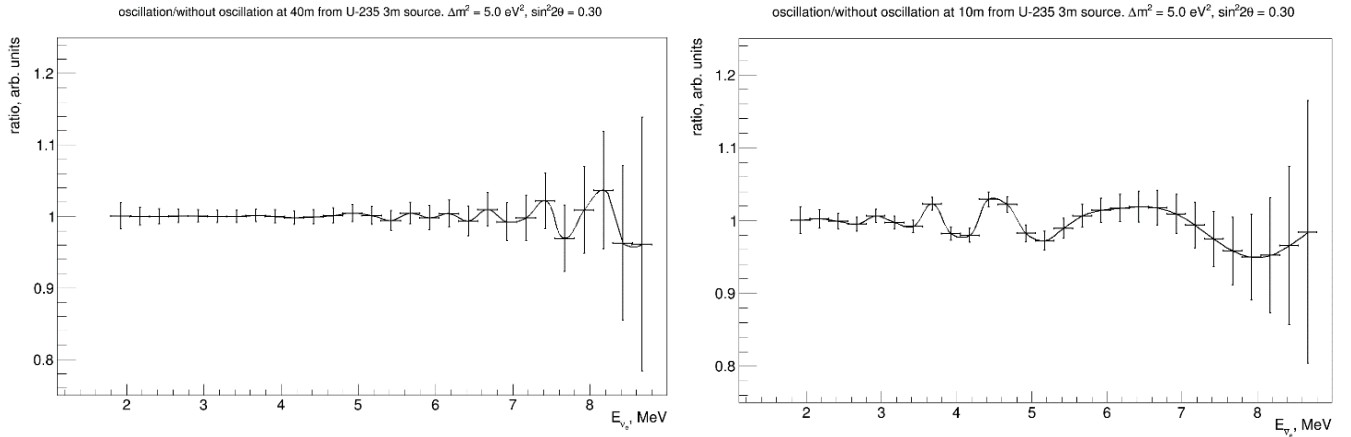 oscillation/without oscillation at 40m from U-235 3m source. Δm² = 5.0 eV², sin²2θ = 0.30
ratio, arb. units
1.2
1.1
1
0.9
0.8
2 3 4 5 6 7 8
E_ν̃ₑ, MeV
oscillation/without oscillation at 10m from U-235 3m source. Δm² = 5.0 eV², sin²2θ = 0.30
ratio, arb. units
1.2
1.1
1
0.9
0.8
2 3 4 5 6 7 8
E_ν̃ₑ, MeV